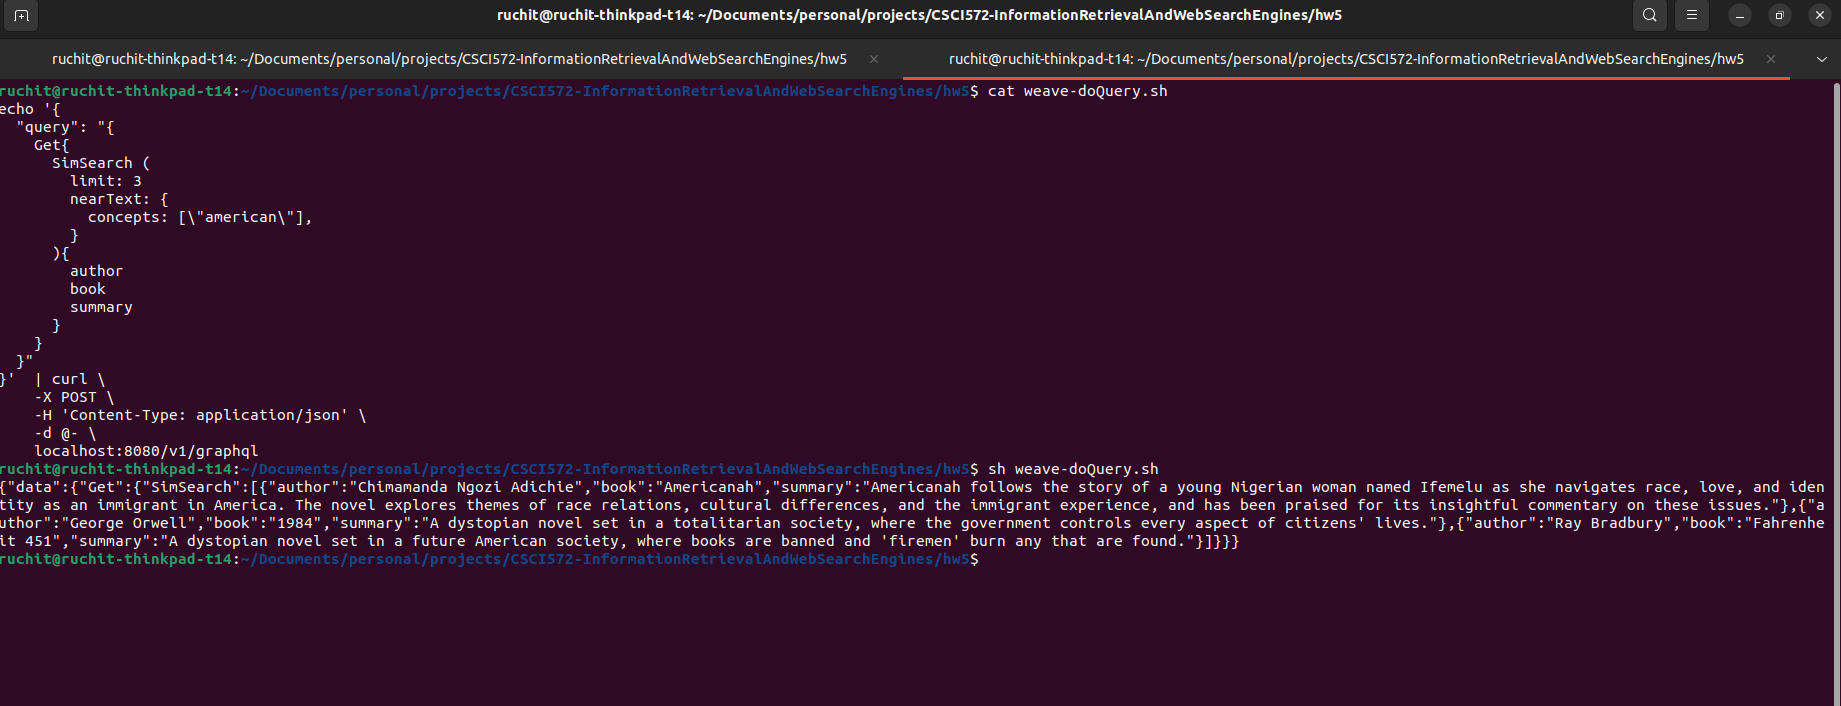 ruchit@ruchit-thinkpad-t14: ~/Documents/personal/projects/CSCI572-InformationRetrievalAndWebSearchEngines/hw5
ruchit@ruchit-thinkpad-t14: ~/Documents/personal/projects/CSCI572-InformationRetrievalAndWebSearchEngines/hw5 × ruchit@ruchit-thinkpad-t14: ~/Documents/personal/projects/CSCI572-InformationRetrievalAndWebSearchEngines/hw5 ×
ruchit@ruchit-thinkpad-t14:~/Documents/personal/projects/CSCI572-InformationRetrievalAndWebSearchEngines/hw5$ cat weave-doQuery.sh
echo '{
  "query": "{
    Get{
      SimSearch (
        limit: 3
        nearText: {
          concepts: [\"american\"],
        }
      ){
        author
        book
        summary
      }
    }
  }"
}'  | curl \
    -X POST \
    -H 'Content-Type: application/json' \
    -d @- \
    localhost:8080/v1/graphql
ruchit@ruchit-thinkpad-t14:~/Documents/personal/projects/CSCI572-InformationRetrievalAndWebSearchEngines/hw5$ sh weave-doQuery.sh
{"data":{"Get":{"SimSearch":[{"author":"Chimamanda Ngozi Adichie","book":"Americanah","summary":"Americanah follows the story of a young Nigerian woman named Ifemelu as she navigates race, love, and iden
tity as an immigrant in America. The novel explores themes of race relations, cultural differences, and the immigrant experience, and has been praised for its insightful commentary on these issues."},{"a
uthor":"George Orwell","book":"1984","summary":"A dystopian novel set in a totalitarian society, where the government controls every aspect of citizens' lives."},{"author":"Ray Bradbury","book":"Fahrenhe
it 451","summary":"A dystopian novel set in a future American society, where books are banned and 'firemen' burn any that are found."}]}}}
ruchit@ruchit-thinkpad-t14:~/Documents/personal/projects/CSCI572-InformationRetrievalAndWebSearchEngines/hw5$